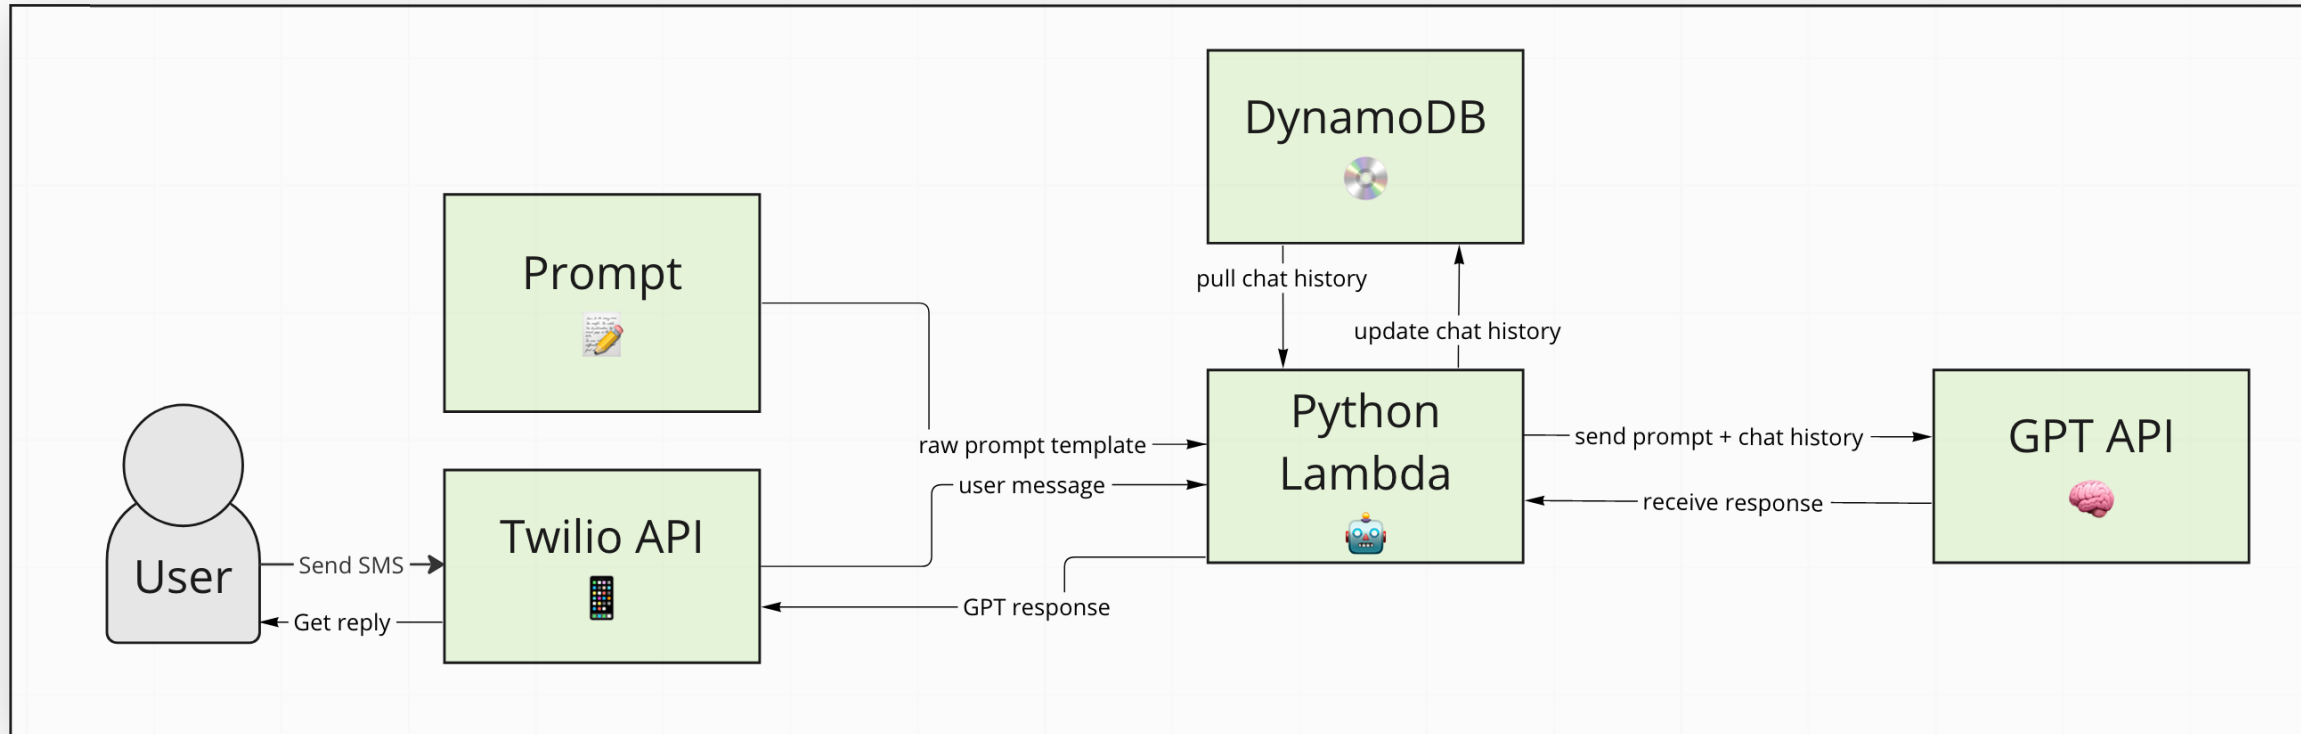 DynamoDB
Prompt
pull chat history
update chat history
Python
Lambda
raw prompt template
send prompt + chat history
GPT API
user message
receive response
Twilio API
Send SMS
User
GPT response
Get reply